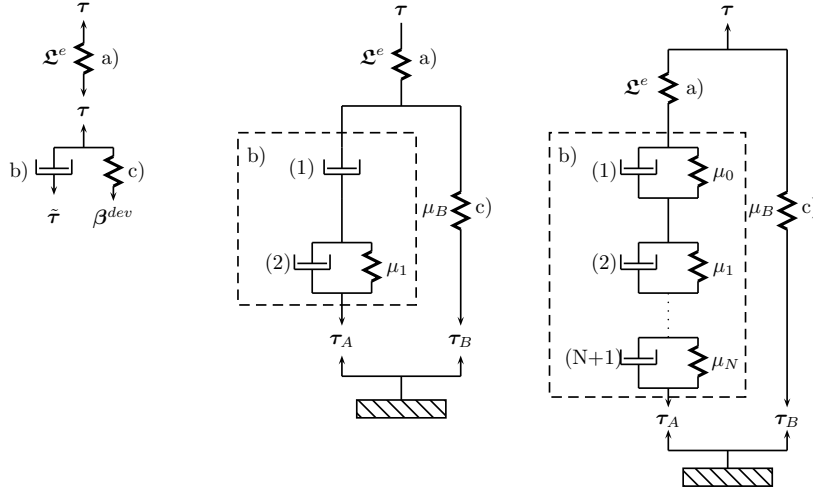 τ
𝕷^e a)
τ
b) c)
τ̃ β^{dev}
τ
𝕷^e a)
b)
(1)
μ_B c)
(2) μ_1
τ_A τ_B
τ
𝕷^e a)
b)
(1) μ_0
μ_B c)
(2) μ_1
(N+1) μ_N
τ_A τ_B